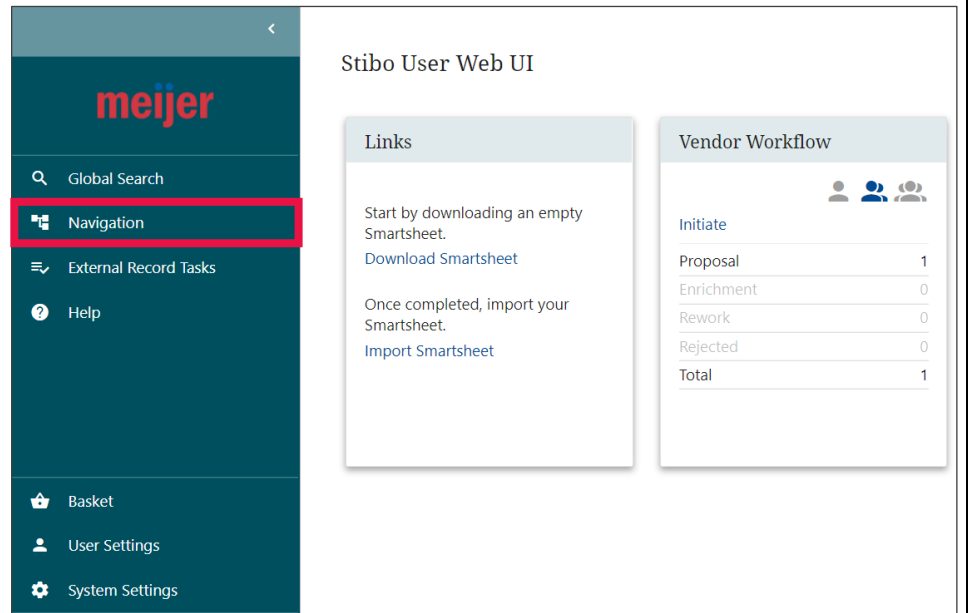 meijer
Global Search
Navigation
External Record Tasks
Help
Basket
User Settings
System Settings
Stibo User Web UI
Links
Start by downloading an empty
Smartsheet.
Download Smartsheet
Once completed, import your
Smartsheet.
Import Smartsheet
Vendor Workflow
Initiate
Proposal 1
Enrichment 0
Rework 0
Rejected 0
Total 1